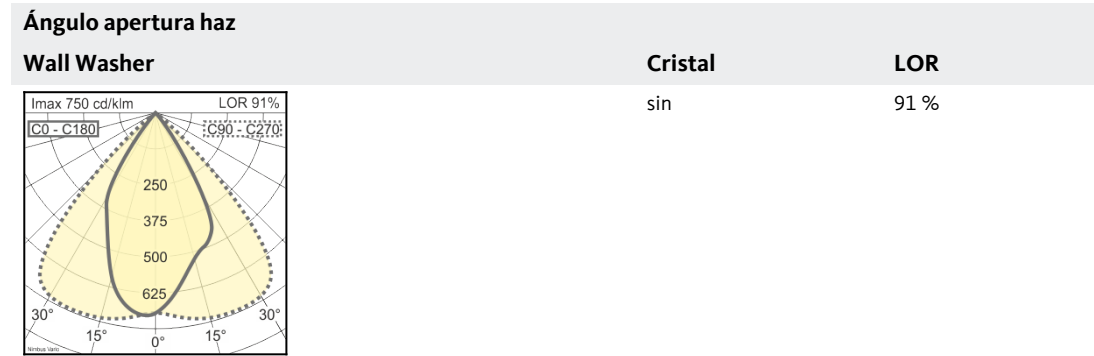 Ángulo apertura haz
Wall Washer Cristal LOR
sin 91 %
Imax 750 cd/klm LOR 91%
C0 - C180 C90 - C270
250
375
500
625
30° 30°
15° 15°
0°
Nimbus Vario